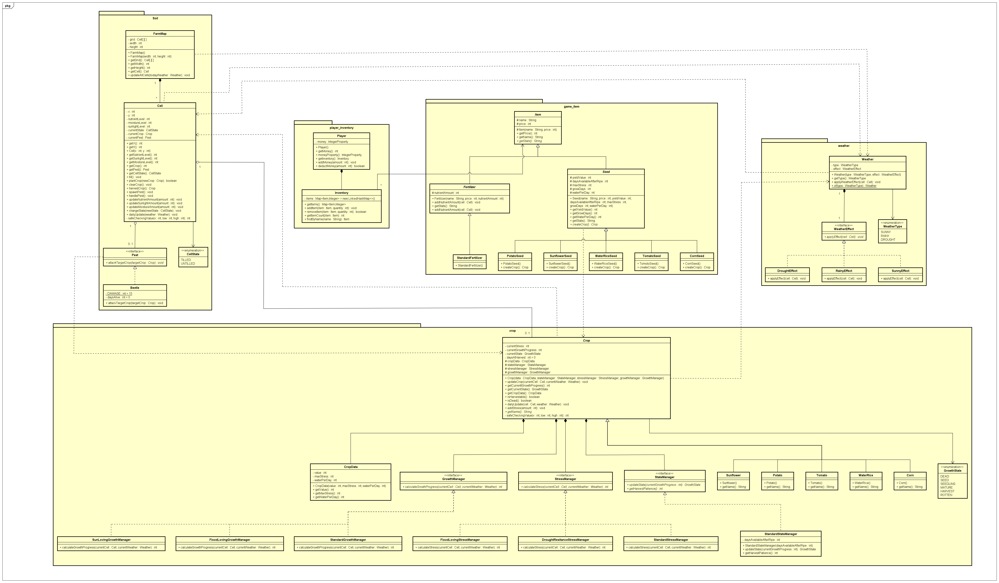 pkg
Soil
FarmMap
- grid : Cell[ ][ ]
- width : int
- height : int
+ FarmMap()
+ FarmMap(width : int, height : int)
+ getGrid() : Cell[ ][ ]
+ getWidth() : int
+ getHeight() : int
+ getCell() : Cell
+ updateAllCells(todayWeather : Weather) : void
1
*
Cell
- x : int
- y : int
- nutrientLevel : int
- moistureLevel : int
- sunlightLevel : int
- currentState : CellState
- currentCrop : Crop
- currentPest : Pest
+ getX() : int
+ getY() : int
+ Cell(x : int, y : int)
+ getNutrientLevel() : int
+ getSunlightLevel() : int
+ getMoistureLevel() : int
+ getCrop() : int
+ getPest() : Pest
+ getCellState() : CellState
+ till() : void
+ plantCrop(newCrop : Crop) : boolean
+ clearCrop() : void
+ harvestCrop() : Crop
+ spawnPest() : void
+ handlePest() : void
+ updateNutrientAmount(amount : int) : void
+ updateSunlightAmount(amount : int) : void
+ updateMoistureAmount(amount : int) : void
+ changeState(newState : CellState) : void
+ dailyUpdate(weather : Weather) : void
- safeCheckingValue(v : int, low : int, high : int) : int
1
1
0..1
<<interface>>
Pest
+ attackTargetCrop(targetCrop : Crop) : void
<<enumeration>>
CellState
TILLED
UNTILLED
Beetle
- DAMAGE : int = 15
- daysAlive : int = 0
+ attackTargetCrop(targetCrop : Crop) : void
player_inventory
Player
- money : IntegerProperty
+ Player()
+ getMoney() : int
+ moneyProperty() : IntegerProperty
+ getInventory() : Inventory
+ addMoney(amount : int) : void
+ deductMoney(amount : int) : boolean
*
Inventory
- items : Map<Item,Integer> = new LinkedHashMap<>()
+ getItems() : Map<Item,Integer>
+ addItem(item : Item, quantity : int) : void
+ removeItem(item : Item, quantity : int) : boolean
+ getItemCount(item : Item) : int
+ findByName(name : String) : Item
game_item
Item
# name : String
# price : int
# Item(name : String, price : int)
+ getPrice() : int
+ getName() : String
+ getStats() : String
Fertilizer
# nutrientAmount : int
+ Fertilizer(name : String, price : int, nutrientAmount : int)
+ addNutrientAmount(cell : Cell) : void
+ getStats() : String
+ addNutrientAmount(cell : Cell) : void
Seed
# yieldValue : int
# daysAvailableAfterRipe : int
# maxStress : int
# growDays : int
# waterPerDay : int
+ Seed(name : String, price : int, yieldValue : int,
daysAvailableAfterRipe : int, maxStress : int,
growDays : int, waterPerDay : int)
+ getYieldValue() : int
+ getGrowDays() : int
+ getWaterPerDay() : int
+ getStats() : String
+ createCrop() : Crop
StandardFertilizer
+ StandardFertilizer()
PotatoSeed
+ PotatoSeed()
+ createCrop() : Crop
SunflowerSeed
+ SunflowerSeed()
+ createCrop() : Crop
WaterRiceSeed
+ WaterRiceSeed()
+ createCrop() : Crop
TomatoSeed
+ TomotoSeed()
+ createCrop() : Crop
CornSeed
+ CornSeed()
+ createCrop() : Crop
weather
Weather
- type : WeatherType
- effect : WeatherEffect
+ Weather(type : WeatherType, effect : WeatherEffect)
+ getType() : WeatherType
+ applyWeatherEffect(cell : Cell) : void
+ of(type : WeatherType) : Weather
1
1
<<interface>>
WeatherEffect
+ applyEffect(cell : Cell) : void
<<enumeration>>
WeatherType
SUNNY
RAINY
DROUGHT
DroughtEffect
+ applyEffect(cell : Cell) : void
RainyEffect
+ applyEffect(cell : Cell) : void
SunnyEffect
+ applyEffect(cell : Cell) : void
crop
0..1
Crop
- currentStress : int
- currentGrowthProgress : int
- currentState : GrowthState
- daysAtHarvest : int = 0
# cropData : CropData
# stateManager : StateManager
# stressManager : StressManager
# growthManager : GrowthManager
+ Crop(data : CropData, stateManager : StateManager, stressManager : StressManager, growthManager : GrowthManager)
+ updateCrop(currentCell : Cell, currentWeather : Weather) : void
+ getCurrenttGrowthProgress() : int
+ getCurrentState() : GrowthState
+ getCropData() : CropData
+ isHarvestable() : boolean
+ isDead() : boolean
+ dailyUpdate(cell : Cell, weather : Weather) : void
+ addStress(amount : int) : void
+ getName() : String
- safeCheckingValue(v : int, low : int, high : int) : int
CropData
- value : int
- maxStress : int
- waterPerDay : int
+ CropData(value : int, maxStress : int, waterPerDay : int)
+ getValue() : int
+ getMaxStress() : int
+ getWaterPerDay() : int
<<interface>>
GrowthManager
+ calculateGrowthProgress(currentCell : Cell, currentWeather : Weather) : int
<<interface>>
StressManager
+ calculateStress(currentCell : Cell, currentWeather : Weather) : int
<<interface>>
StateManager
+ updateState(currentGrowthProgress : int) : GrowthState
+ getHarvestPatience() : int
Sunflower
+ Sunflower()
+ getName() : String
Potato
+ Potato()
+ getName() : String
Tomato
+ Tomato()
+ getName() : String
WaterRice
+ WaterRice()
+ getName() : String
Corn
+ Corn()
+ getName() : String
<<enumeration>>
GrowthState
DEAD
SEED
SEEDLING
MATURE
HARVEST
ROTTEN
SunLovingGrowthManager
+ calculateGrowthProgress(currentCell : Cell, currentWeather : Weather) : int
FloodLovingGrowthManager
+ calculateGrowthProgress(currentCell : Cell, currentWeather : Weather) : int
StandardGrowthManager
+ calculateGrowthProgress(currentCell : Cell, currentWeather : Weather) : int
FloodLovingStressManager
+ calculateStress(currentCell : Cell, currentWeather : Weather) : int
DroughtResitanceStressManager
+ calculateStress(currentCell : Cell, currentWeather : Weather) : int
StandardStressManager
+ calculateStress(currentCell : Cell, currentWeather : Weather) : int
StandardStateManager
- daysAvailableAfterRipe : int
+ StandardStateManager(daysAvailableAfterRipe : int)
+ updateState(currentGrowthProgress : int) : GrowthState
+ getHarvestPatience() : int